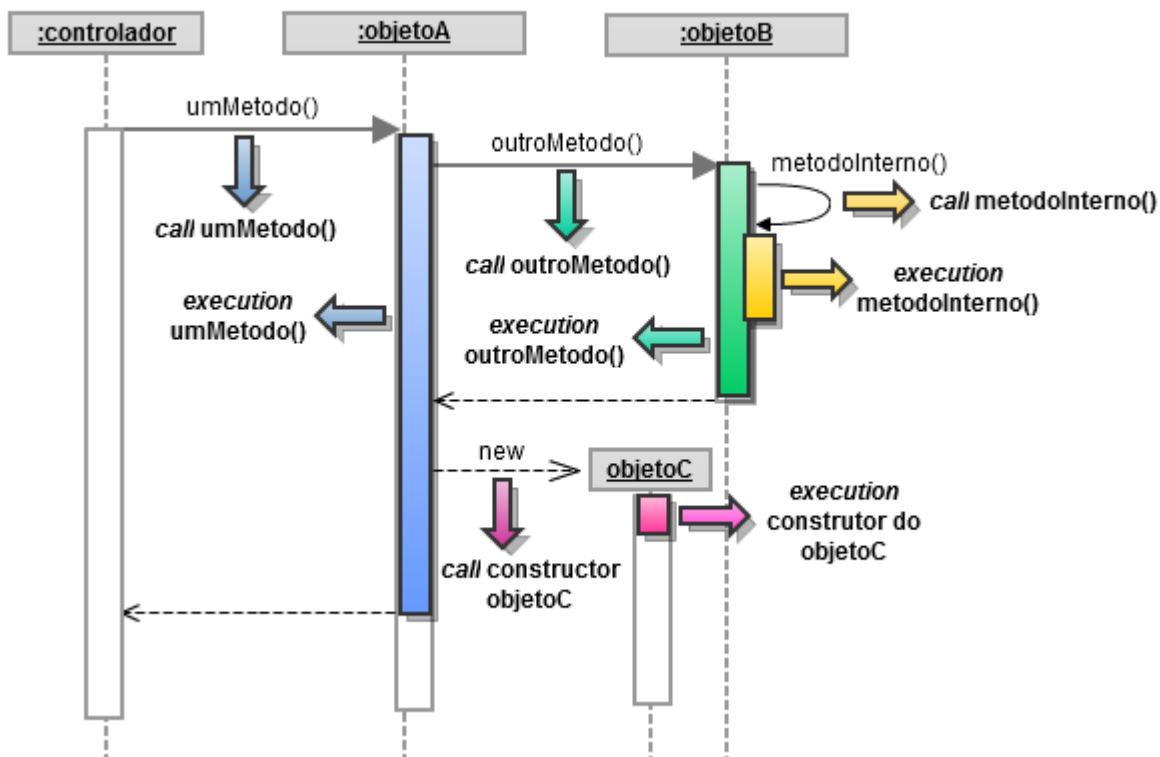 :controlador
:objetoA
:objetoB
umMetodo()
outroMetodo()
metodoInterno()
call metodoInterno()
call umMetodo()
call outroMetodo()
execution
metodoInterno()
execution
umMetodo()
execution
outroMetodo()
new
objetoC
execution
construtor do
objetoC
call constructor
objetoC